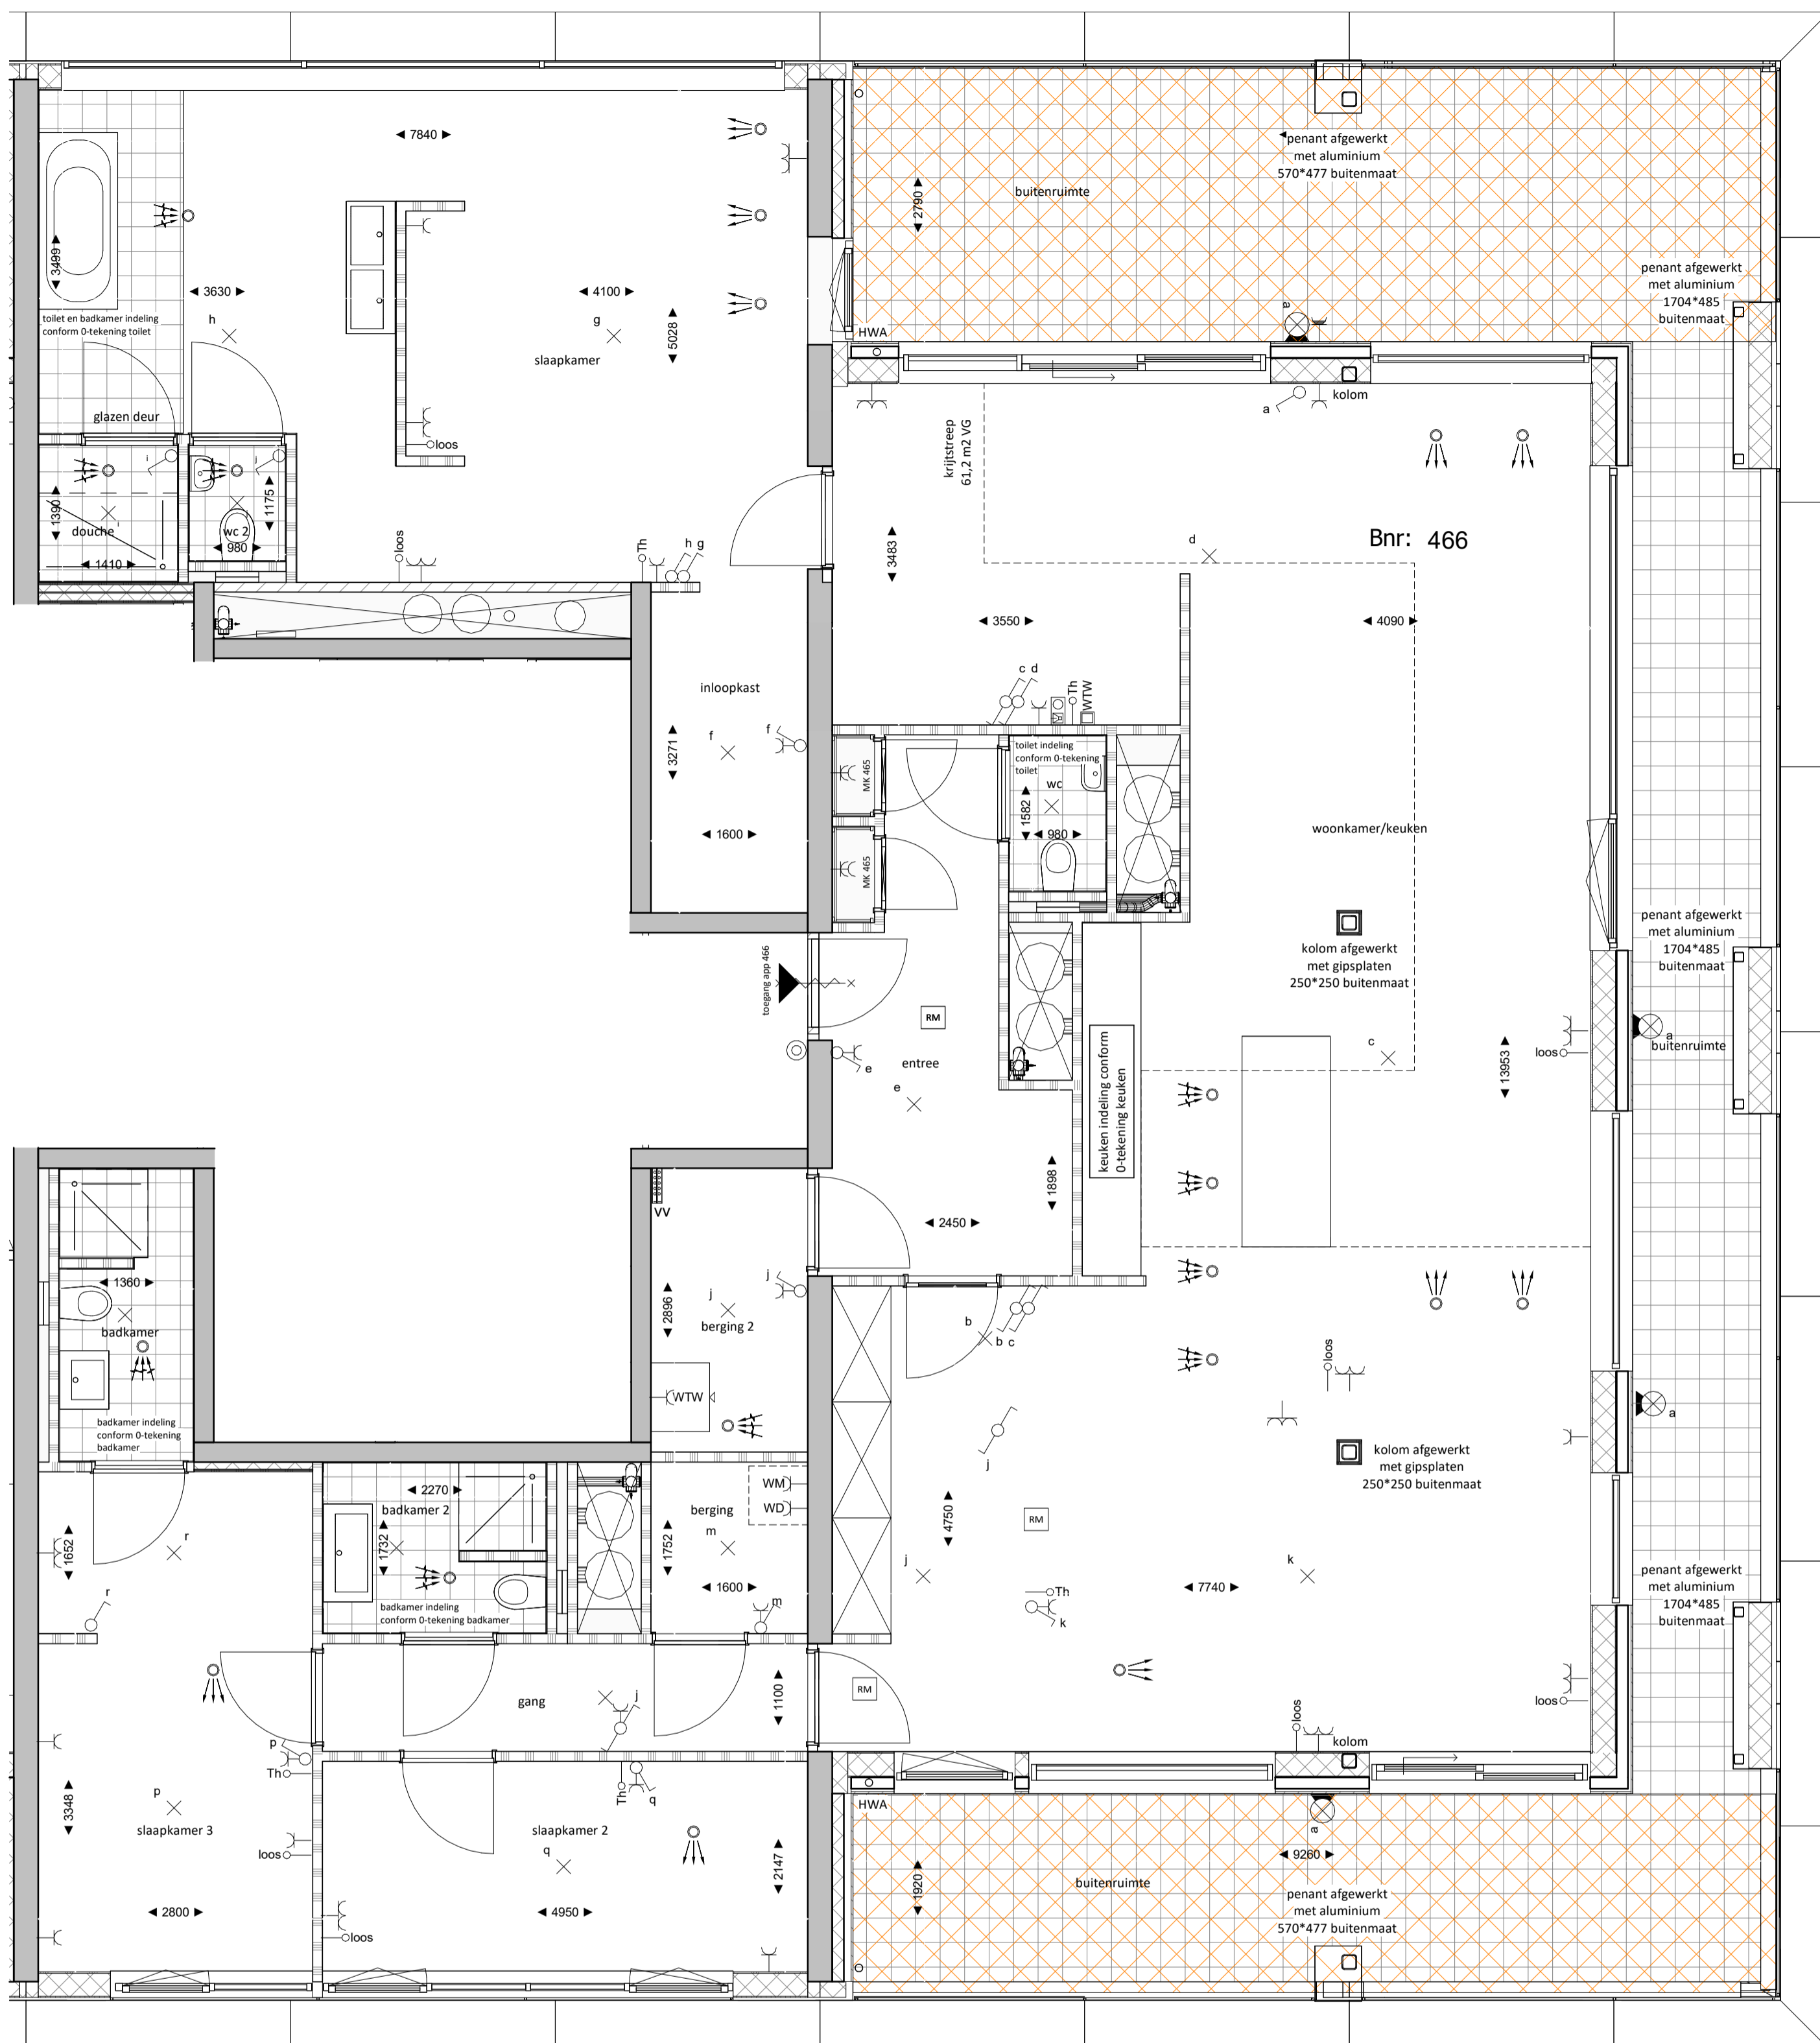 ◄ 7840 ►
penant afgewerkt
met aluminium
570*477 buitenmaat
buitenruimte
◄ 2790 ►
◄ 3499 ►
◄ 3630 ►
h
◄ 4100 ►
g
◄ 5028 ►
slaapkamer
toilet en badkamer indeling
conform 0-tekening toilet
penant afgewerkt
met aluminium
1704*485
buitenmaat
a
HWA
kolom
a
glazen deur
loos
krijtstreep
61,2 m2 VG
i
j
◄ 1390 ►
douche
i
◄ 1410 ►
◄ 1175 ►
wc 2
◄ 980 ►
loos
Th
h g
◄ 3483 ►
d
Bnr: 466
◄ 3550 ►
◄ 4090 ►
inloopkast
f
f
◄ 3271 ►
◄ 1600 ►
c d
Th
WTW
MK 465
MK 465
toilet indeling
conform 0-tekening
toilet
wc
◄ 1582 ►
◄ 980 ►
woonkamer/keuken
kolom afgewerkt
met gipsplaten
250*250 buitenmaat
penant afgewerkt
met aluminium
1704*485
buitenmaat
toegang app 466
RM
entree
e
e
c
loos
a
buitenruimte
◄ 13953 ►
keuken indeling conform
0-tekening keuken
◄ 1898 ►
◄ 2450 ►
VV
◄ 1360 ►
badkamer
badkamer indeling
conform 0-tekening
badkamer
◄ 2896 ►
j
j
berging 2
WTW
b
b c
loos
j
kolom afgewerkt
met gipsplaten
250*250 buitenmaat
a
◄ 1652 ►
r
r
◄ 2270 ►
badkamer 2
◄ 1732 ►
badkamer indeling
conform 0-tekening badkamer
berging
m
WM
WD
◄ 1752 ►
◄ 1600 ►
m
◄ 4750 ►
RM
j
k
◄ 7740 ►
Th
k
penant afgewerkt
met aluminium
1704*485
buitenmaat
gang
j
◄ 1100 ►
RM
loos
loos
kolom
p
Th
p
◄ 3348 ►
slaapkamer 3
loos
◄ 2800 ►
Th
q
slaapkamer 2
q
◄ 2147 ►
◄ 4950 ►
loos
HWA
a
◄ 9260 ►
◄ 1920 ►
buitenruimte
penant afgewerkt
met aluminium
570*477 buitenmaat